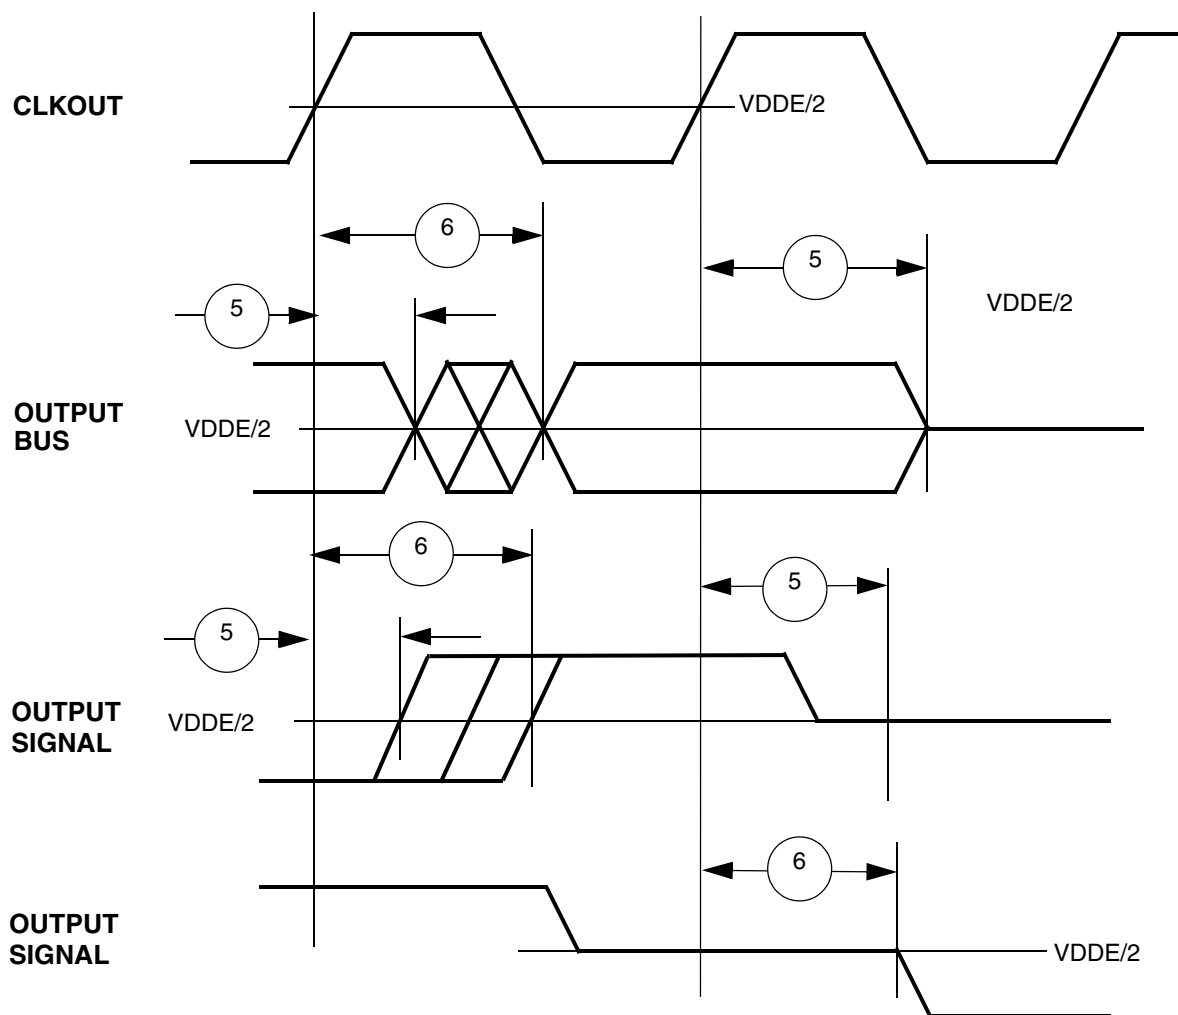 CLKOUT
VDDE/2
6
5
5
VDDE/2
OUTPUT
BUS
VDDE/2
6
5
5
OUTPUT
SIGNAL
VDDE/2
6
OUTPUT
SIGNAL
VDDE/2